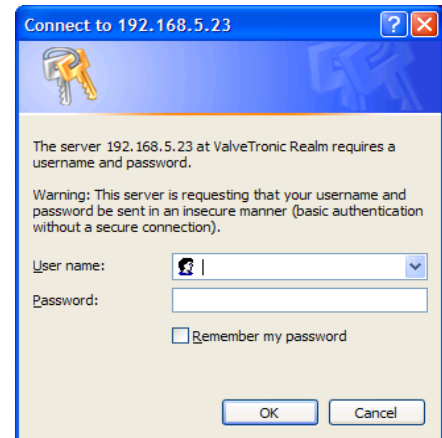 Connect to 192.168.5.23
The server 192.168.5.23 at ValveTronic Realm requires a
username and password.
Warning: This server is requesting that your username and
password be sent in an insecure manner (basic authentication
without a secure connection).
User name:
Password:
Remember my password
OK Cancel